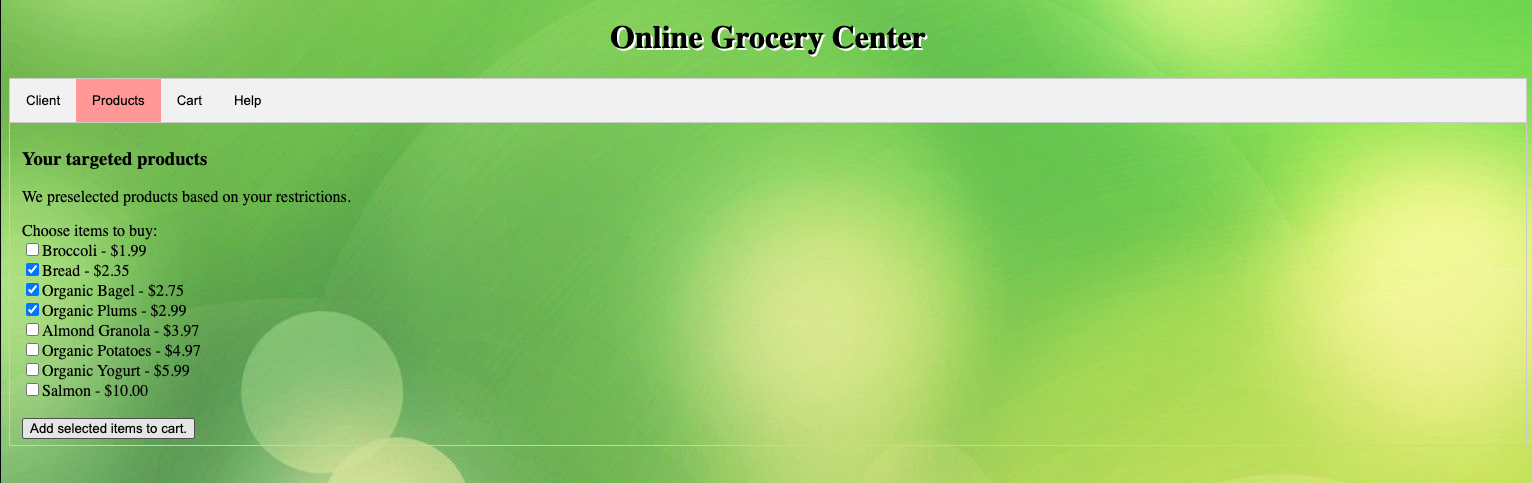 Online Grocery Center
Client Products Cart Help
Your targeted products
We preselected products based on your restrictions.
Choose items to buy:
Broccoli - $1.99
Bread - $2.35
Organic Bagel - $2.75
Organic Plums - $2.99
Almond Granola - $3.97
Organic Potatoes - $4.97
Organic Yogurt - $5.99
Salmon - $10.00
Add selected items to cart.